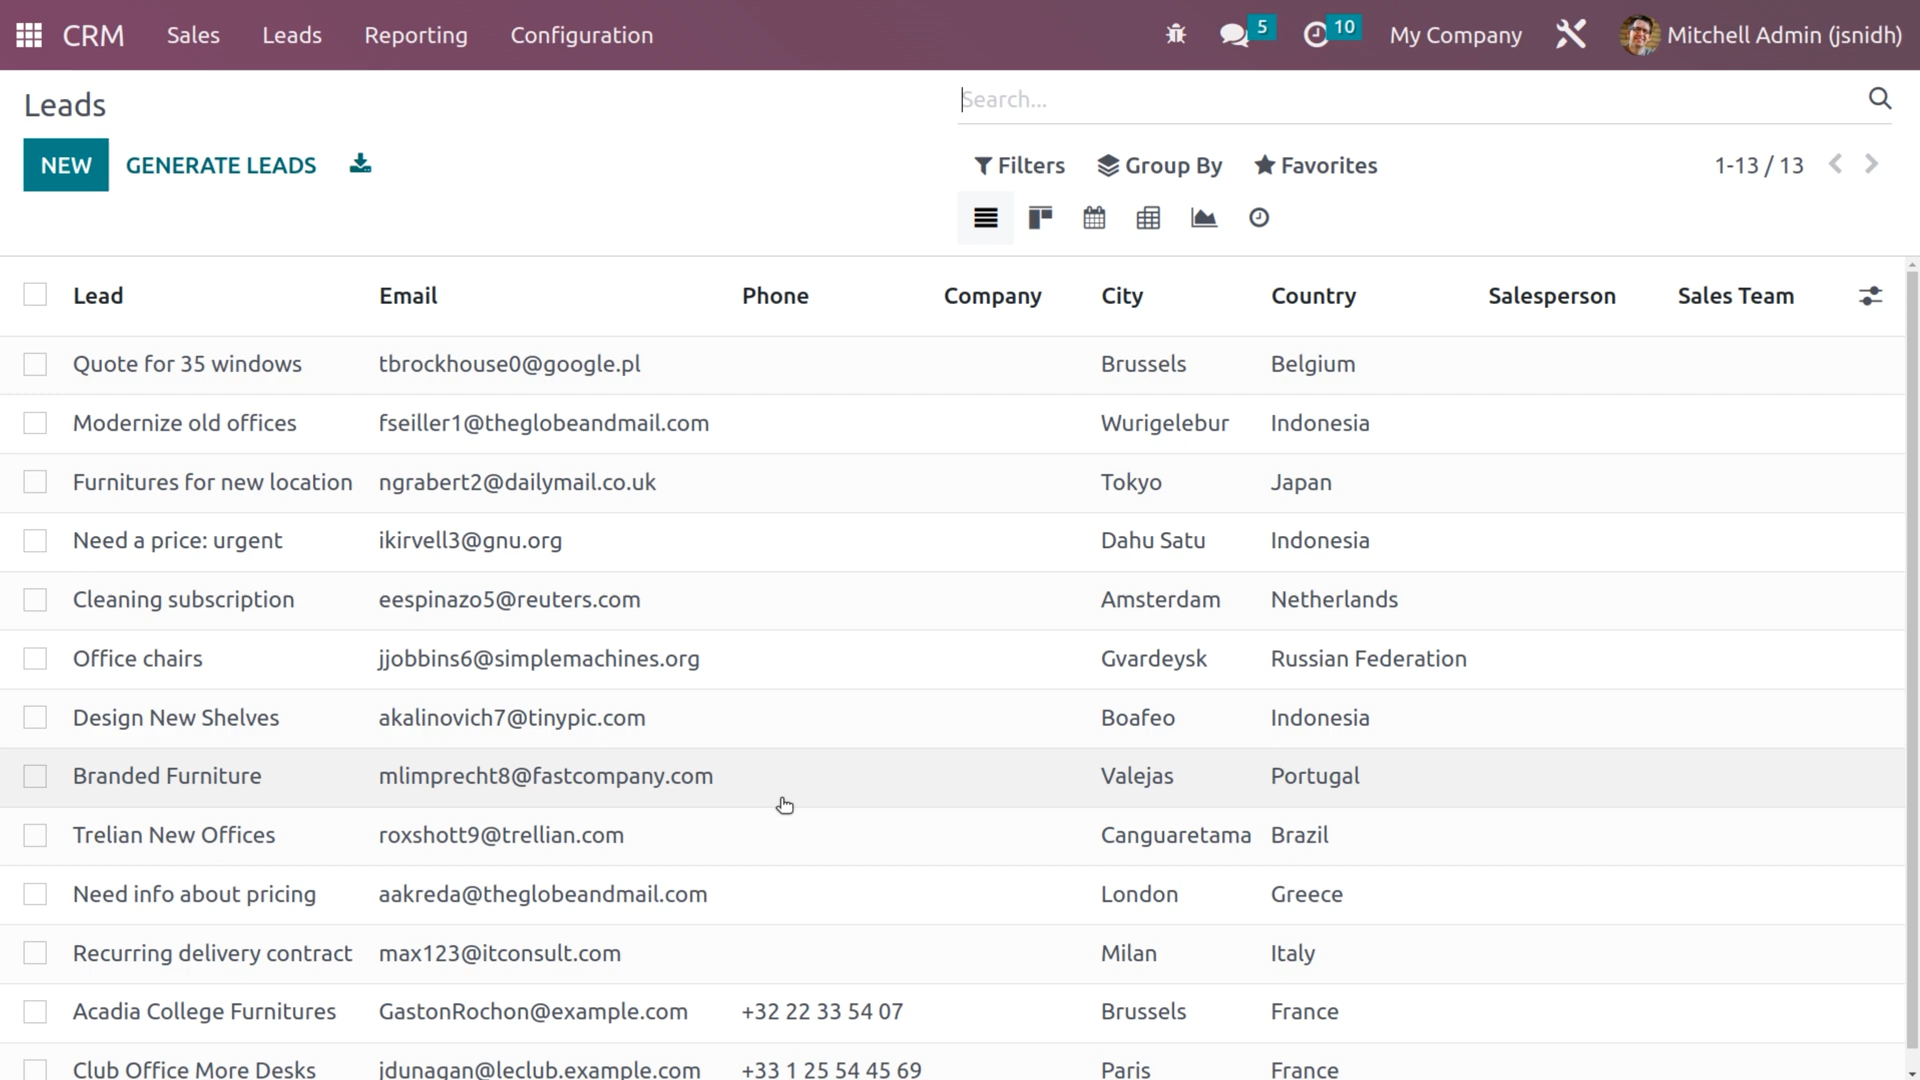 CRM Sales Leads Reporting Configuration 5 10 My Company Mitchell Admin (jsnidh)
Leads
Search...
NEW GENERATE LEADS Filters Group By Favorites 1-13 / 13
Lead Email Phone Company City Country Salesperson Sales Team
Quote for 35 windows tbrockhouse0@google.pl Brussels Belgium
Modernize old offices fseiller1@theglobeandmail.com Wurigelebur Indonesia
Furnitures for new location ngrabert2@dailymail.co.uk Tokyo Japan
Need a price: urgent ikirvell3@gnu.org Dahu Satu Indonesia
Cleaning subscription eespinazo5@reuters.com Amsterdam Netherlands
Office chairs jjobbins6@simplemachines.org Gvardeysk Russian Federation
Design New Shelves akalinovich7@tinypic.com Boafeo Indonesia
Branded Furniture mlimprecht8@fastcompany.com Valejas Portugal
Trelian New Offices roxshott9@trellian.com Canguaretama Brazil
Need info about pricing aakreda@theglobeandmail.com London Greece
Recurring delivery contract max123@itconsult.com Milan Italy
Acadia College Furnitures GastonRochon@example.com +32 22 33 54 07 Brussels France
Club Office More Desks jdunagan@leclub.example.com +33 1 25 54 45 69 Paris France